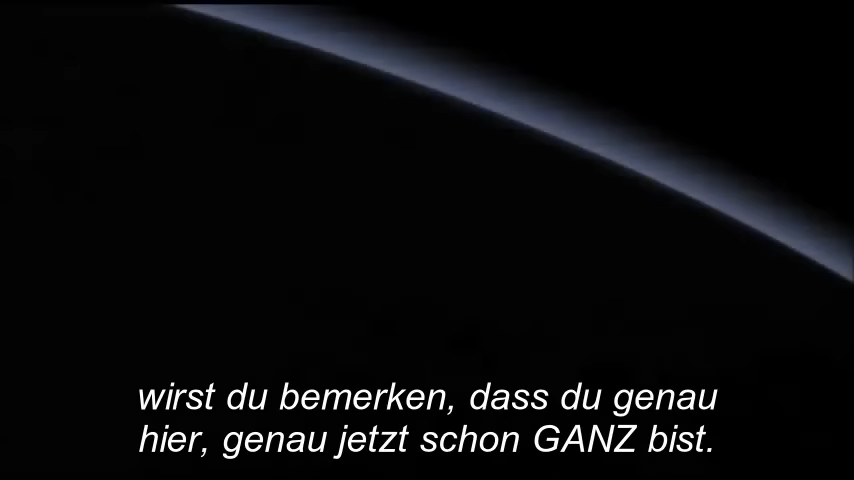 wirst du bemerken, dass du genau
hier, genau jetzt schon GANZ bist.